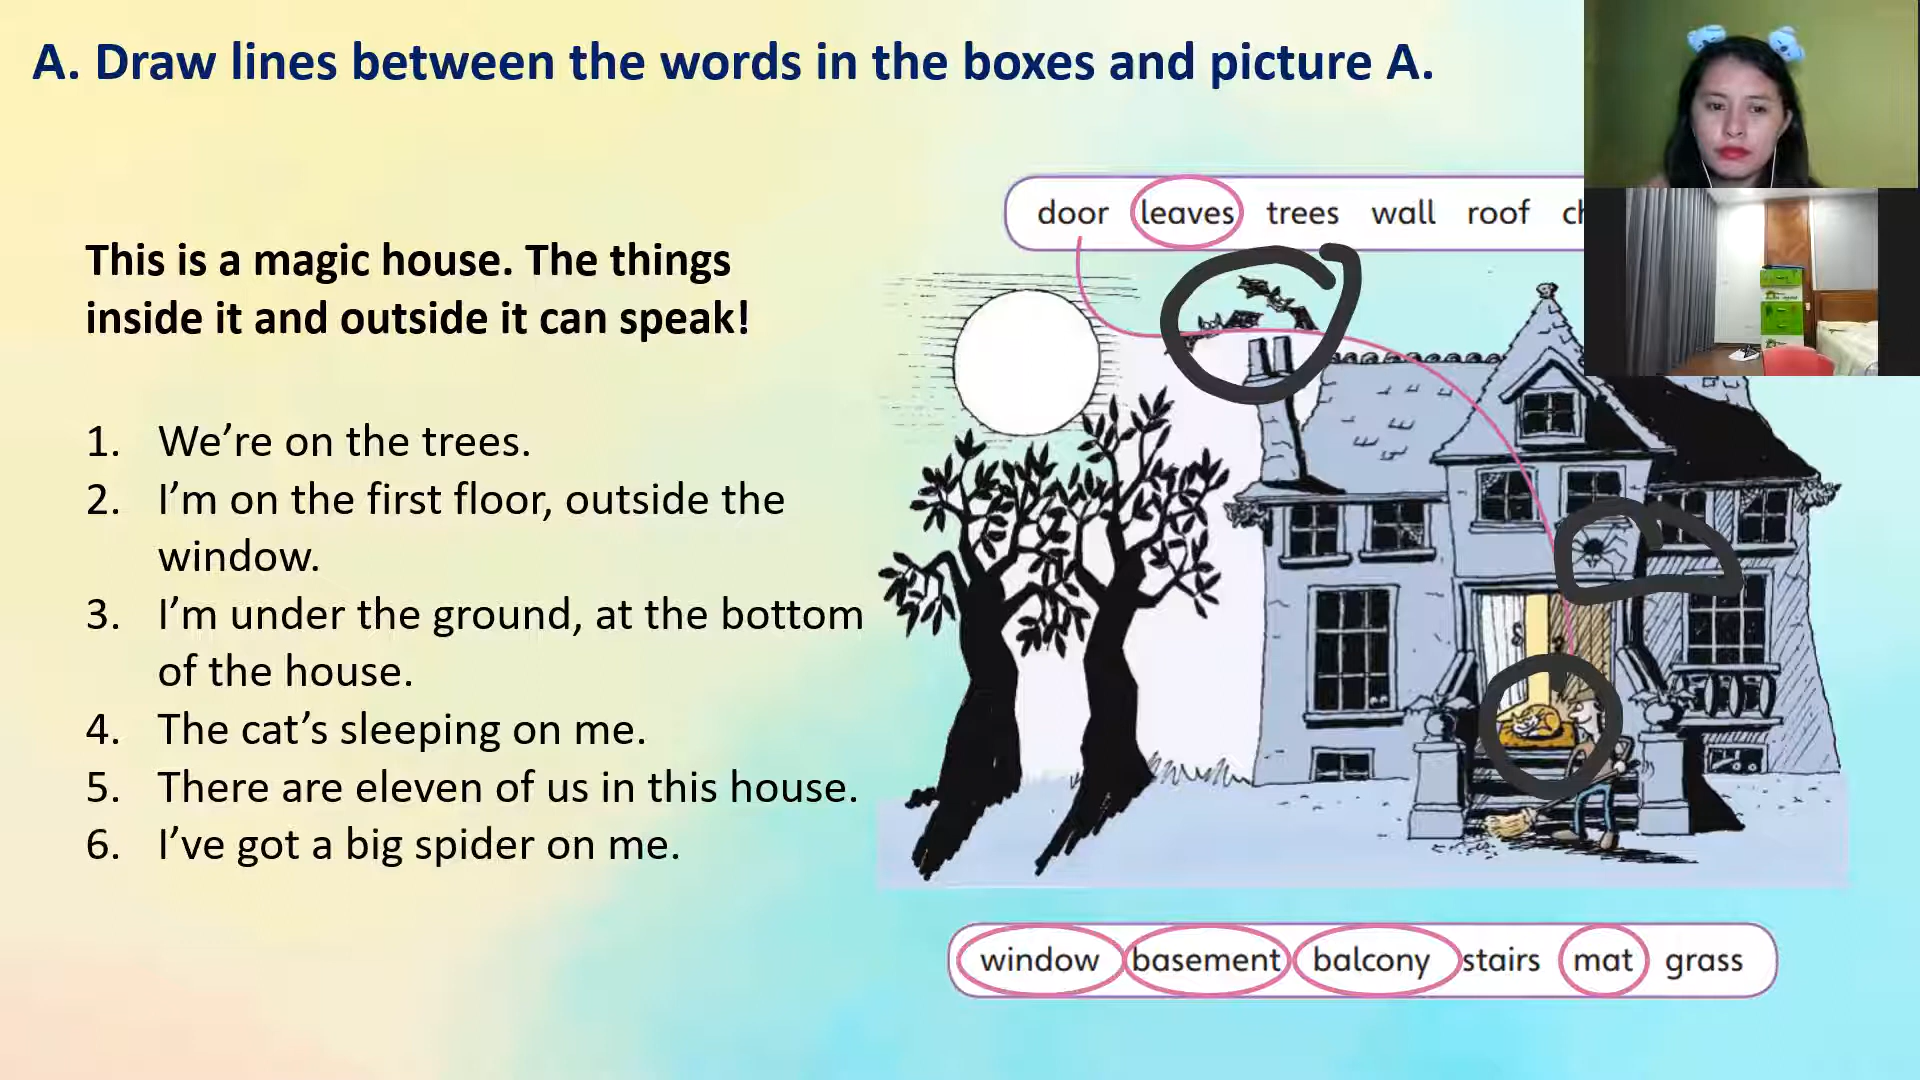 A. Draw lines between the words in the boxes and picture A.
This is a magic house. The things
inside it and outside it can speak!
door leaves trees wall roof ch
1. We’re on the trees.
2. I’m on the first floor, outside the
window.
3. I’m under the ground, at the bottom
of the house.
4. The cat’s sleeping on me.
5. There are eleven of us in this house.
6. I’ve got a big spider on me.
window basement balcony stairs mat grass